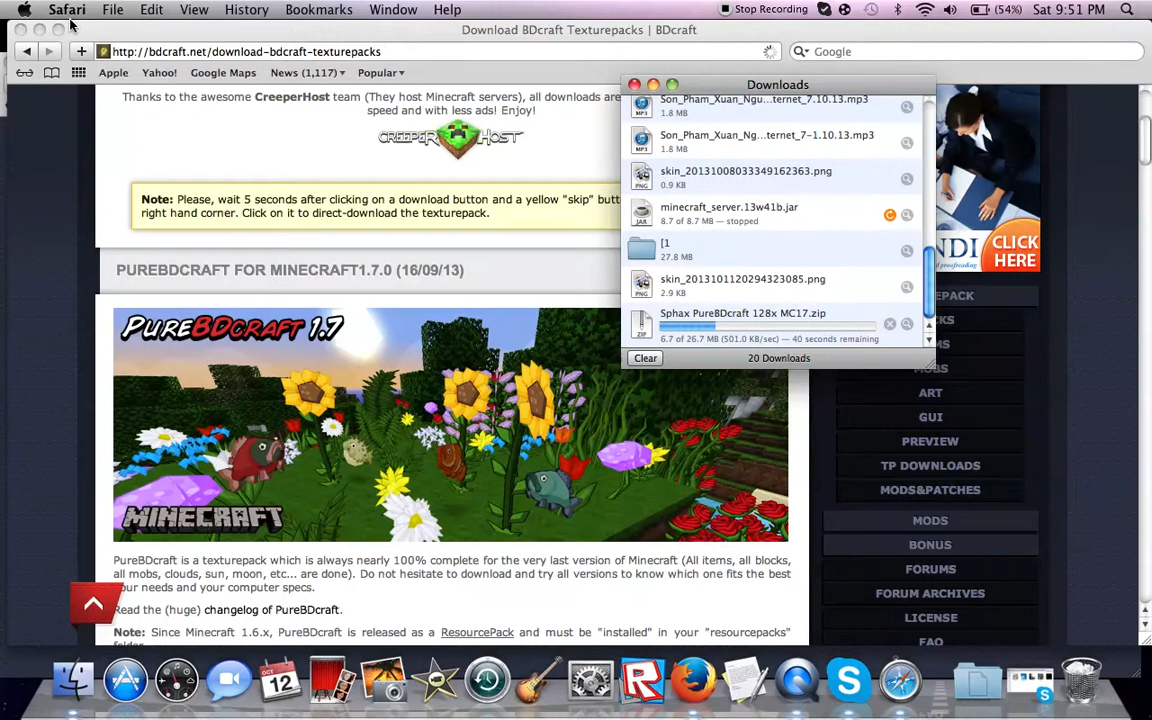 Safari File Edit View History Bookmarks Window Help Stop Recording (54%) Sat 9:51 PM
Download BDcraft Texturepacks | BDcraft
http://bdcraft.net/download-bdcraft-texturepacks Google
Apple Yahoo! Google Maps News (1,117) Popular
Thanks to the awesome CreeperHost team (They host Minecraft servers), all downloads are
speed and with less ads! Enjoy!
CREEPER HOST
Note: Please, wait 5 seconds after clicking on a download button and a yellow "skip"
right hand corner. Click on it to direct-download the texturepack.
PUREBDCRAFT FOR MINECRAFT1.7.0 (16/09/13)
PUREBDCRAFT 1.7
MINECRAFT
PureBDcraft is a texturepack which is always nearly 100% complete for the very last version of Minecraft (All items, all blocks,
all mobs, clouds, sun, moon, etc... are done). Do not hesitate to download and try all versions to know which one fits the best
your needs and your computer specs.
Read the (huge) changelog of PureBDcraft.
Note: Since Minecraft 1.6.x, PureBDcraft is released as a ResourcePack and must be "installed" in your "resourcepacks"
Downloads
Son_Pham_Xuan_Ngu...ternet_7.10.13.mp3
1.8 MB
Son_Pham_Xuan_Ng...ternet_7-1.10.13.mp3
1.8 MB
skin_20131008033349162363.png
0.9 KB
minecraft_server.13w41b.jar
8.7 of 8.7 MB — stopped
[1
27.8 MB
skin_20131011202943230​85.png
2.9 KB
Sphax PureBDcraft 128x MC17.zip
6.7 of 26.7 MB (501.0 KB/sec) — 40 seconds remaining
Clear 20 Downloads
MP3
MP3
PNG
JAR
PNG
ZIP
CLICK
HERE
ART
GUI
PREVIEW
TP DOWNLOADS
MODS&PATCHES
MODS
BONUS
FORUMS
FORUM ARCHIVES
LICENSE
FAQ
OCT
12